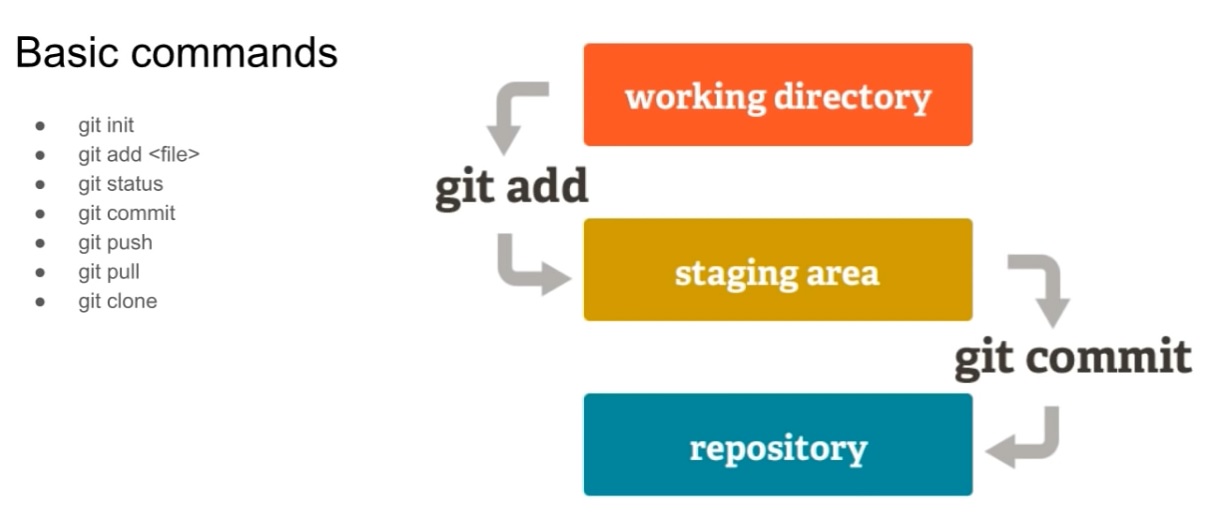 Basic commands
● git init
● git add <file>
● git status
● git commit
● git push
● git pull
● git clone
working directory
git add
staging area
git commit
repository